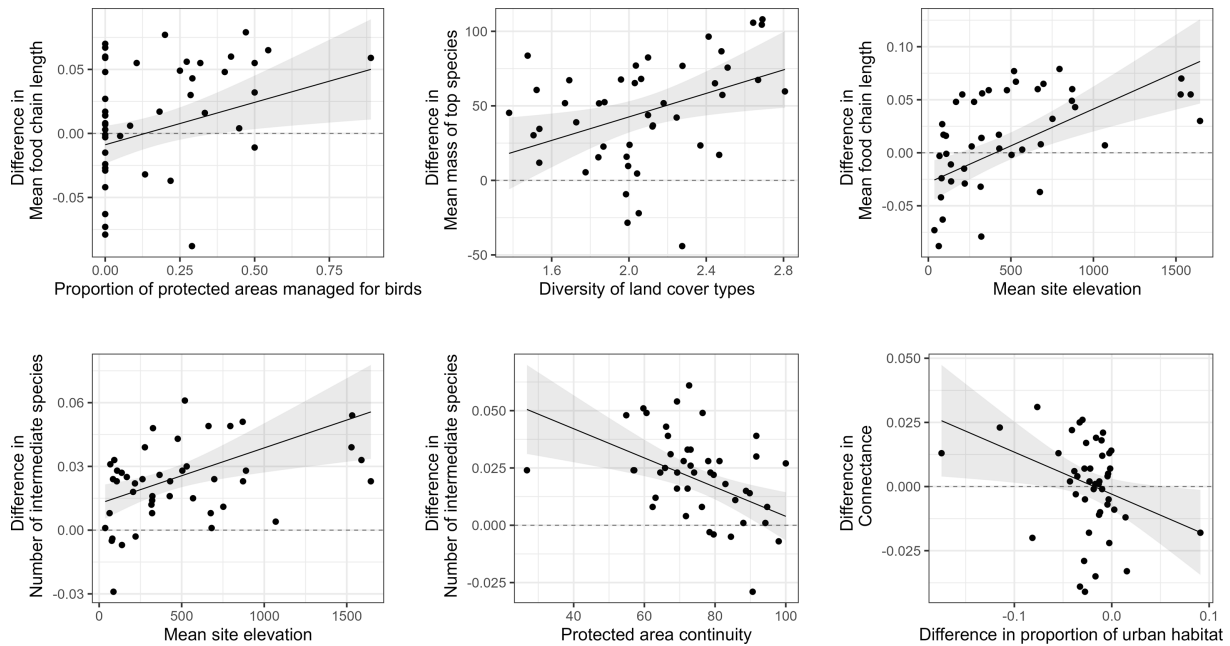 Difference in
Mean food chain length
0.05
0.00
-0.05
0.00
0.25
0.50
0.75
Proportion of protected areas managed for birds
Difference in
Mean mass of top species
100
50
0
-50
1.6
2.0
2.4
2.8
Diversity of land cover types
Difference in
Mean food chain length
0.10
0.05
0.00
-0.05
0
500
1000
1500
Mean site elevation
Difference in
Number of intermediate species
0.06
0.03
0.00
-0.03
0
500
1000
1500
Mean site elevation
Difference in
Number of intermediate species
0.050
0.025
0.000
-0.025
40
60
80
100
Protected area continuity
Difference in
Connectance
0.050
0.025
0.000
-0.025
-0.1
0.0
0.1
Difference in proportion of urban habitat